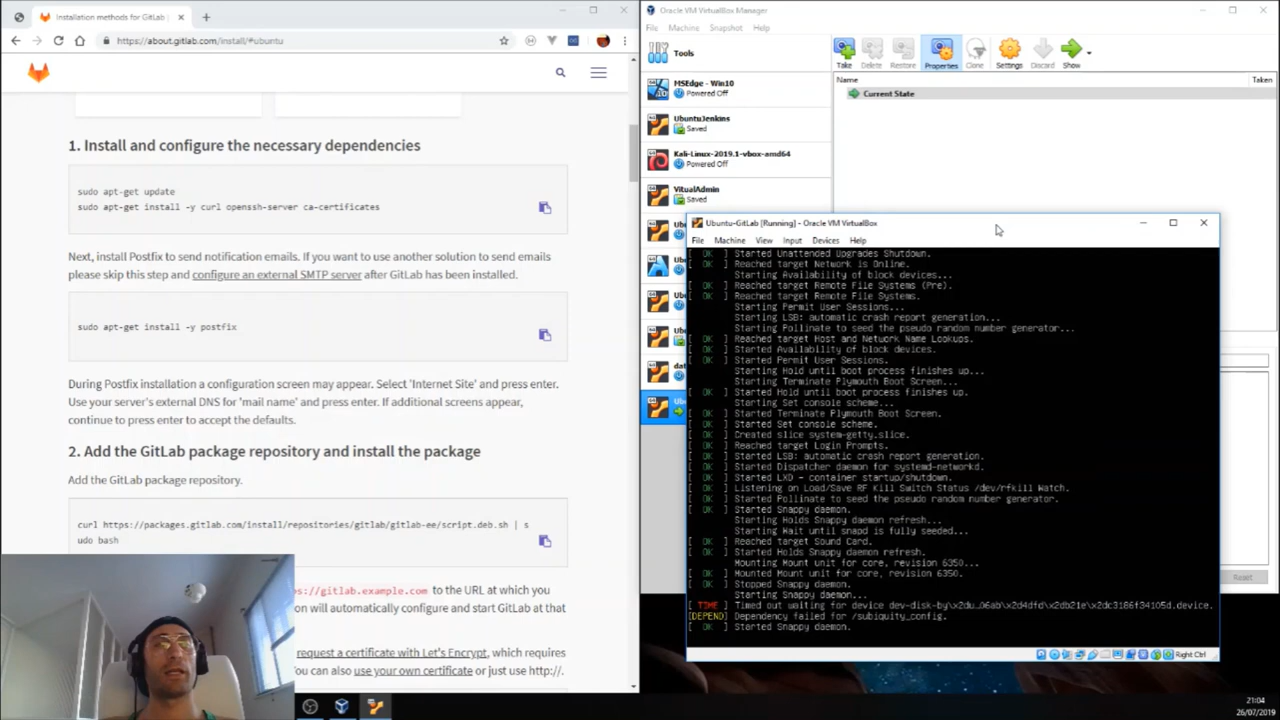 Installation methods for GitLab |
https://about.gitlab.com/install/#ubuntu
1. Install and configure the necessary dependencies
sudo apt-get update
sudo apt-get install -y curl openssh-server ca-certificates
Next, install Postfix to send notification emails. If you want to use another solution to send emails
please skip this step and configure an external SMTP server after GitLab has been installed.
sudo apt-get install -y postfix
During Postfix installation a configuration screen may appear. Select 'Internet Site' and press enter.
Use your server's external DNS for 'mail name' and press enter. If additional screens appear,
continue to press enter to accept the defaults.
2. Add the GitLab package repository and install the package
Add the GitLab package repository.
curl https://packages.gitlab.com/install/repositories/gitlab/gitlab-ee/script.deb.sh | s
udo bash
s://gitlab.example.com to the URL at which you
on will automatically configure and start GitLab at that
request a certificate with Let's Encrypt, which requires
You can also use your own certificate or just use http://.
Oracle VM VirtualBox Manager
File Machine Snapshot Help
Tools
Take Delete Restore Properties Clone Settings Discard Show
Name Taken
Current State
MSEdge - Win10
Powered Off
UbuntuJenkins
Saved
Kali-Linux-2019.1-vbox-amd64
Powered Off
VitualAdmin
Saved
Ubu
Ubu
Ubu
Ubu
dat
Ubu
Reset
Ubuntu-GitLab [Running] - Oracle VM VirtualBox
File Machine View Input Devices Help
[ OK ] Started Unattended Upgrades Shutdown.
[ OK ] Reached target Network is Online.
Starting Availability of block devices...
[ OK ] Reached target Remote File Systems (Pre).
[ OK ] Reached target Remote File Systems.
Starting Permit User Sessions...
Starting LSB: automatic crash report generation...
Starting Pollinate to seed the pseudo random number generator...
[ OK ] Reached target Host and Network Name Lookups.
[ OK ] Started Availability of block devices.
[ OK ] Started Permit User Sessions.
Starting Hold until boot process finishes up...
Starting Terminate Plymouth Boot Screen...
[ OK ] Started Hold until boot process finishes up.
Starting Set console scheme...
[ OK ] Started Terminate Plymouth Boot Screen.
[ OK ] Started Set console scheme.
[ OK ] Created slice system-getty.slice.
[ OK ] Reached target Login Prompts.
[ OK ] Started LSB: automatic crash report generation.
[ OK ] Started Dispatcher daemon for systemd-networkd.
[ OK ] Started LXD - container startup/shutdown.
[ OK ] Listening on Load/Save RF Kill Switch Status /dev/rfkill Watch.
[ OK ] Started Pollinate to seed the pseudo random number generator.
[ OK ] Started Snappy daemon.
Starting Holds Snappy daemon refresh...
Starting Wait until snapd is fully seeded...
[ OK ] Reached target Sound Card.
[ OK ] Started Holds Snappy daemon refresh.
Mounting Mount unit for core, revision 6350...
[ OK ] Mounted Mount unit for core, revision 6350.
[ OK ] Stopped Snappy daemon.
Starting Snappy daemon...
[ TIME ] Timed out waiting for device dev-disk-by\x2du…06ab\x2d4dfd\x2db21e\x2dc3186f34105d.device.
[DEPEND] Dependency failed for /subiquity_config.
[ OK ] Started Snappy daemon.
Right Ctrl
21:04
26/07/2019